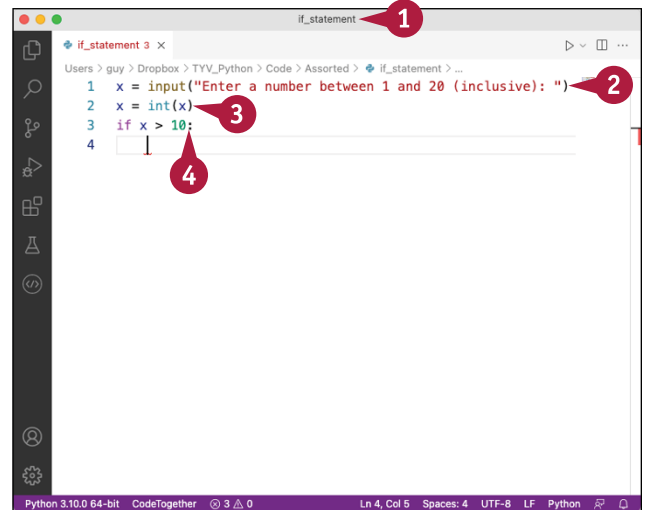 if_statement
1
if_statement 3 ×
Users > guy > Dropbox > TYV_Python > Code > Assorted > if_statement > ...
1 x = input("Enter a number between 1 and 20 (inclusive): ")
2
2 x = int(x)
3
3 if x > 10:
4
4
Python 3.10.0 64-bit CodeTogether 3 0 Ln 4, Col 5 Spaces: 4 UTF-8 LF Python